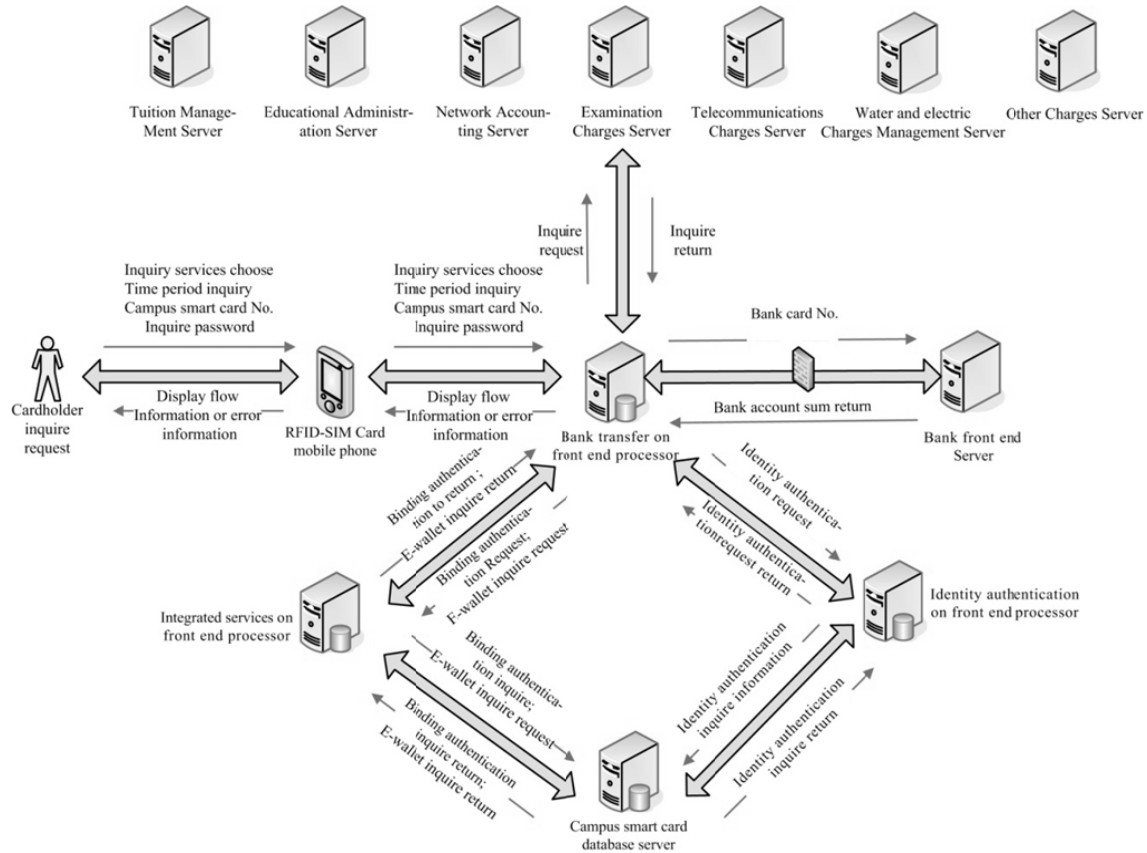 Tuition Manage-
Ment Server
Educational Administr-
ation Server
Network Accoun-
ting Server
Examination
Charges Server
Telecommunications
Charges Server
Water and electric
Charges Management Server
Other Charges Server
Inquire
request
Inquire
return
Inquiry services choose
Time period inquiry
Campus smart card No.
Inquire password
Inquiry services choose
Time period inquiry
Campus smart card No.
Inquire password
Bank card No.
Cardholder
inquire
request
Display flow
Information or error
information
RFID-SIM Card
mobile phone
Display flow
Information or error
information
Bank transfer on
front end processor
Bank account sum return
Bank front end
Server
Binding authentica-
tion to return ;
E-wallet inquire return
Binding authentica-
tion Request;
F-wallet inquire request
Identity authentica-
tion request
Identity authentica-
tionrequest return
Integrated services on
front end processor
Identity authentication
on front end processor
Binding authentica-
tion inquire;
E-wallet inquire request
Binding authentication
inquire return;
E-wallet inquire return
Identity authentication
inquire information
Identity authentication
inquire return
Campus smart card
database server